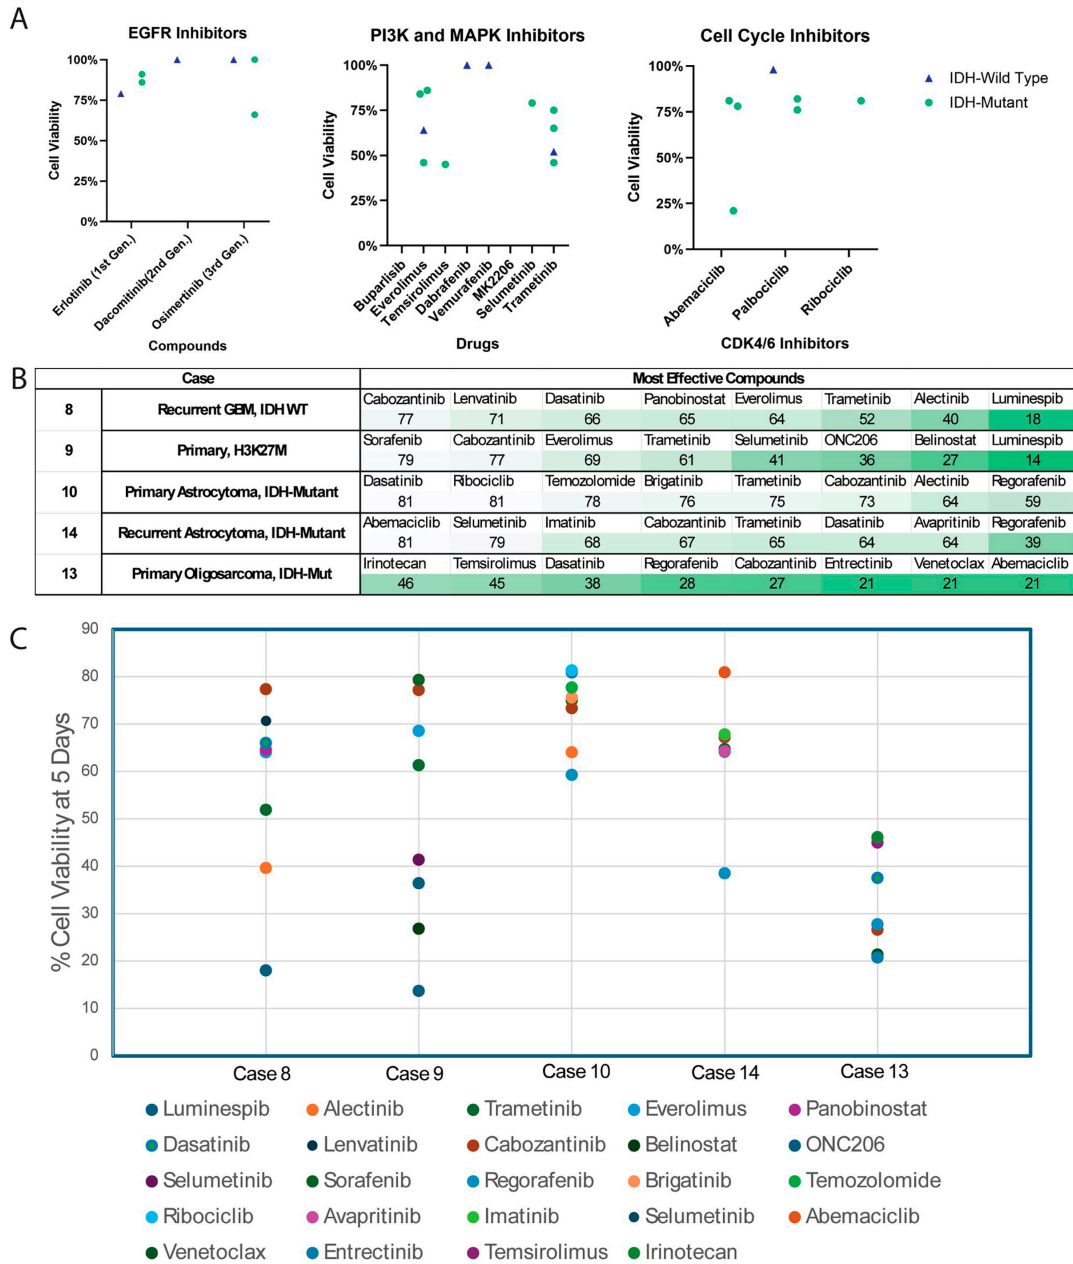 A
EGFR Inhibitors
100%
75%
50%
25%
0%
Cell Viability
Erlotinib (1st Gen.)
Dacomitinib(2nd Gen.)
Osimertinib (3rd Gen.)
Compounds
PI3K and MAPK Inhibitors
100%
75%
50%
25%
0%
Cell Viability
Buparlisib
Everolimus
Temsirolimus
Dabrafenib
Vemurafenib
MK2206
Selumetinib
Trametinib
Drugs
Cell Cycle Inhibitors
100%
75%
50%
25%
0%
Cell Viability
Abemaciclib
Palbociclib
Ribociclib
CDK4/6 Inhibitors
IDH-Wild Type
IDH-Mutant
B
Case Most Effective Compounds
8 Recurrent GBM, IDH WT
Cabozantinib Lenvatinib Dasatinib Panobinostat Everolimus Trametinib Alectinib Luminespib
77 71 66 65 64 52 40 18
9 Primary, H3K27M
Sorafenib Cabozantinib Everolimus Trametinib Selumetinib ONC206 Belinostat Luminespib
79 77 69 61 41 36 27 14
10 Primary Astrocytoma, IDH-Mutant
Dasatinib Ribociclib Temozolomide Brigatinib Trametinib Cabozantinib Alectinib Regorafenib
81 81 78 76 75 73 64 59
14 Recurrent Astrocytoma, IDH-Mutant
Abemaciclib Selumetinib Imatinib Cabozantinib Trametinib Dasatinib Avapritinib Regorafenib
81 79 68 67 65 64 64 39
13 Primary Oligosarcoma, IDH-Mut
Irinotecan Temsirolimus Dasatinib Regorafenib Cabozantinib Entrectinib Venetoclax Abemaciclib
46 45 38 28 27 21 21 21
C
% Cell Viability at 5 Days
90
80
70
60
50
40
30
20
10
0
Case 8 Case 9 Case 10 Case 14 Case 13
Luminespib Alectinib Trametinib Everolimus Panobinostat
Dasatinib Lenvatinib Cabozantinib Belinostat ONC206
Selumetinib Sorafenib Regorafenib Brigatinib Temozolomide
Ribociclib Avapritinib Imatinib Selumetinib Abemaciclib
Venetoclax Entrectinib Temsirolimus Irinotecan